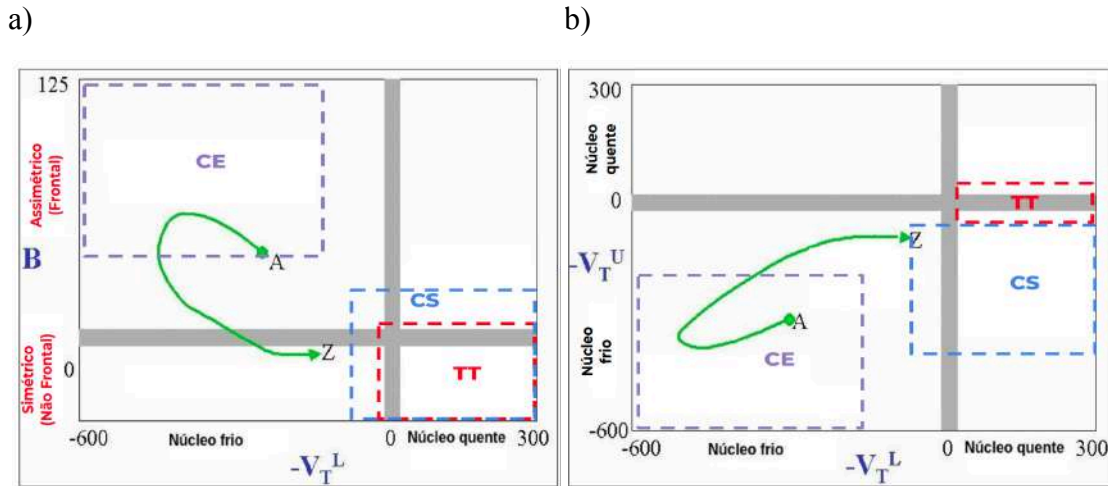 a)
b)
125
Assimétrico
(Frontal)
B
Simétrico
(Não Frontal)
0
CE
A
CS
Z
TT
-600
Núcleo frio
0
Núcleo quente
300
-V_T^L
300
Núcleo
quente
0
-V_T^U
Núcleo
frio
-600
TT
Z
CS
A
CE
-600
Núcleo frio
0
Núcleo quente
300
-V_T^L